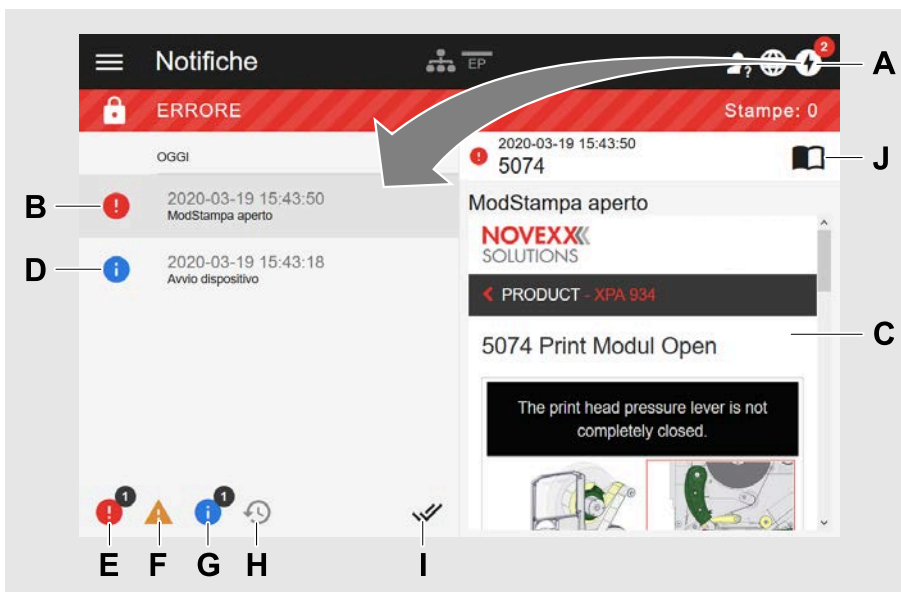 Notifiche
EP
2
A
ERRORE
Stampe: 0
OGGI
2020-03-19 15:43:50
5074
J
B
2020-03-19 15:43:50
ModStampa aperto
ModStampa aperto
NOVEXX
SOLUTIONS
D
2020-03-19 15:43:18
Avvio dispositivo
PRODUCT - XPA 934
5074 Print Modul Open
C
The print head pressure lever is not
completely closed.
1
1
E
F
G
H
I